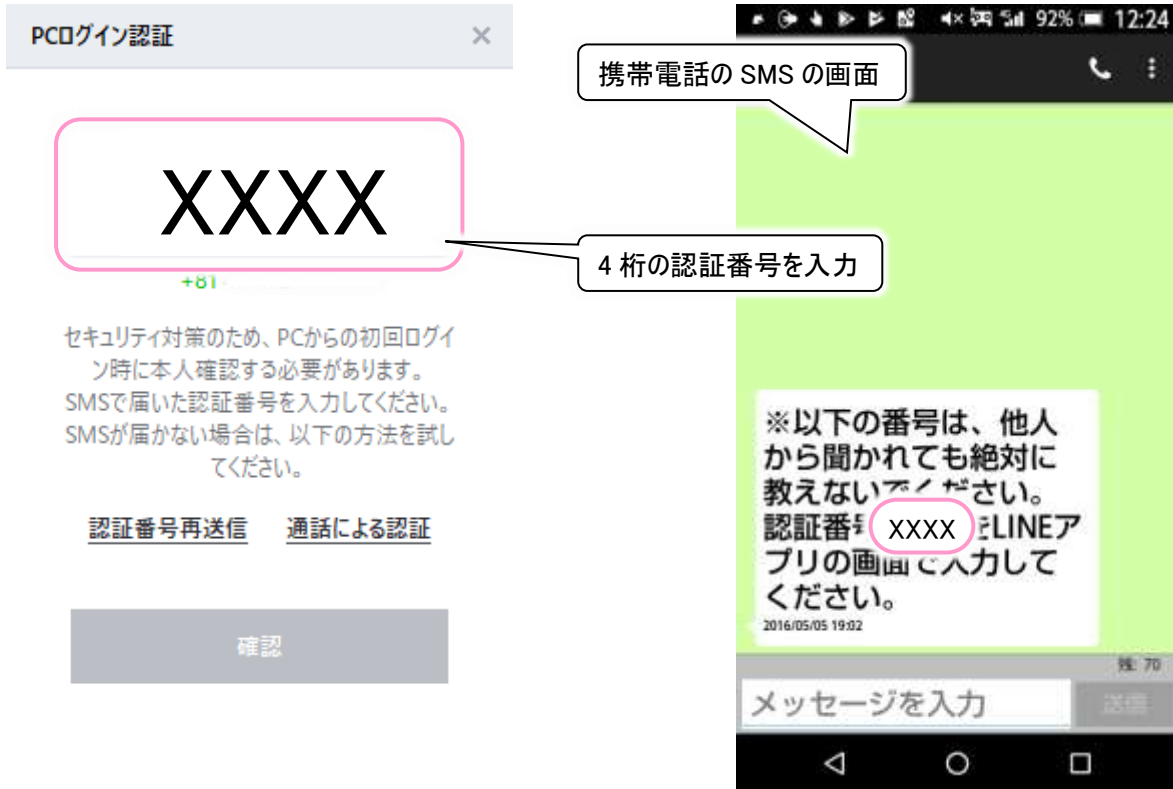 PCログイン認証 ×
XXXX
+81
セキュリティ対策のため、PCからの初回ログイ
ン時に本人確認する必要があります。
SMSで届いた認証番号を入力してください。
SMSが届かない場合は、以下の方法を試し
てください。
認証番号再送信 通話による認証
確認
携帯電話の SMS の画面
4 桁の認証番号を入力
92% 12:24
※以下の番号は、他人
から聞かれても絶対に
教えないでください。
認証番号 XXXX をLINEア
プリの画面で入力して
ください。
2016/05/05 19:02
残: 70
メッセージを入力 送信